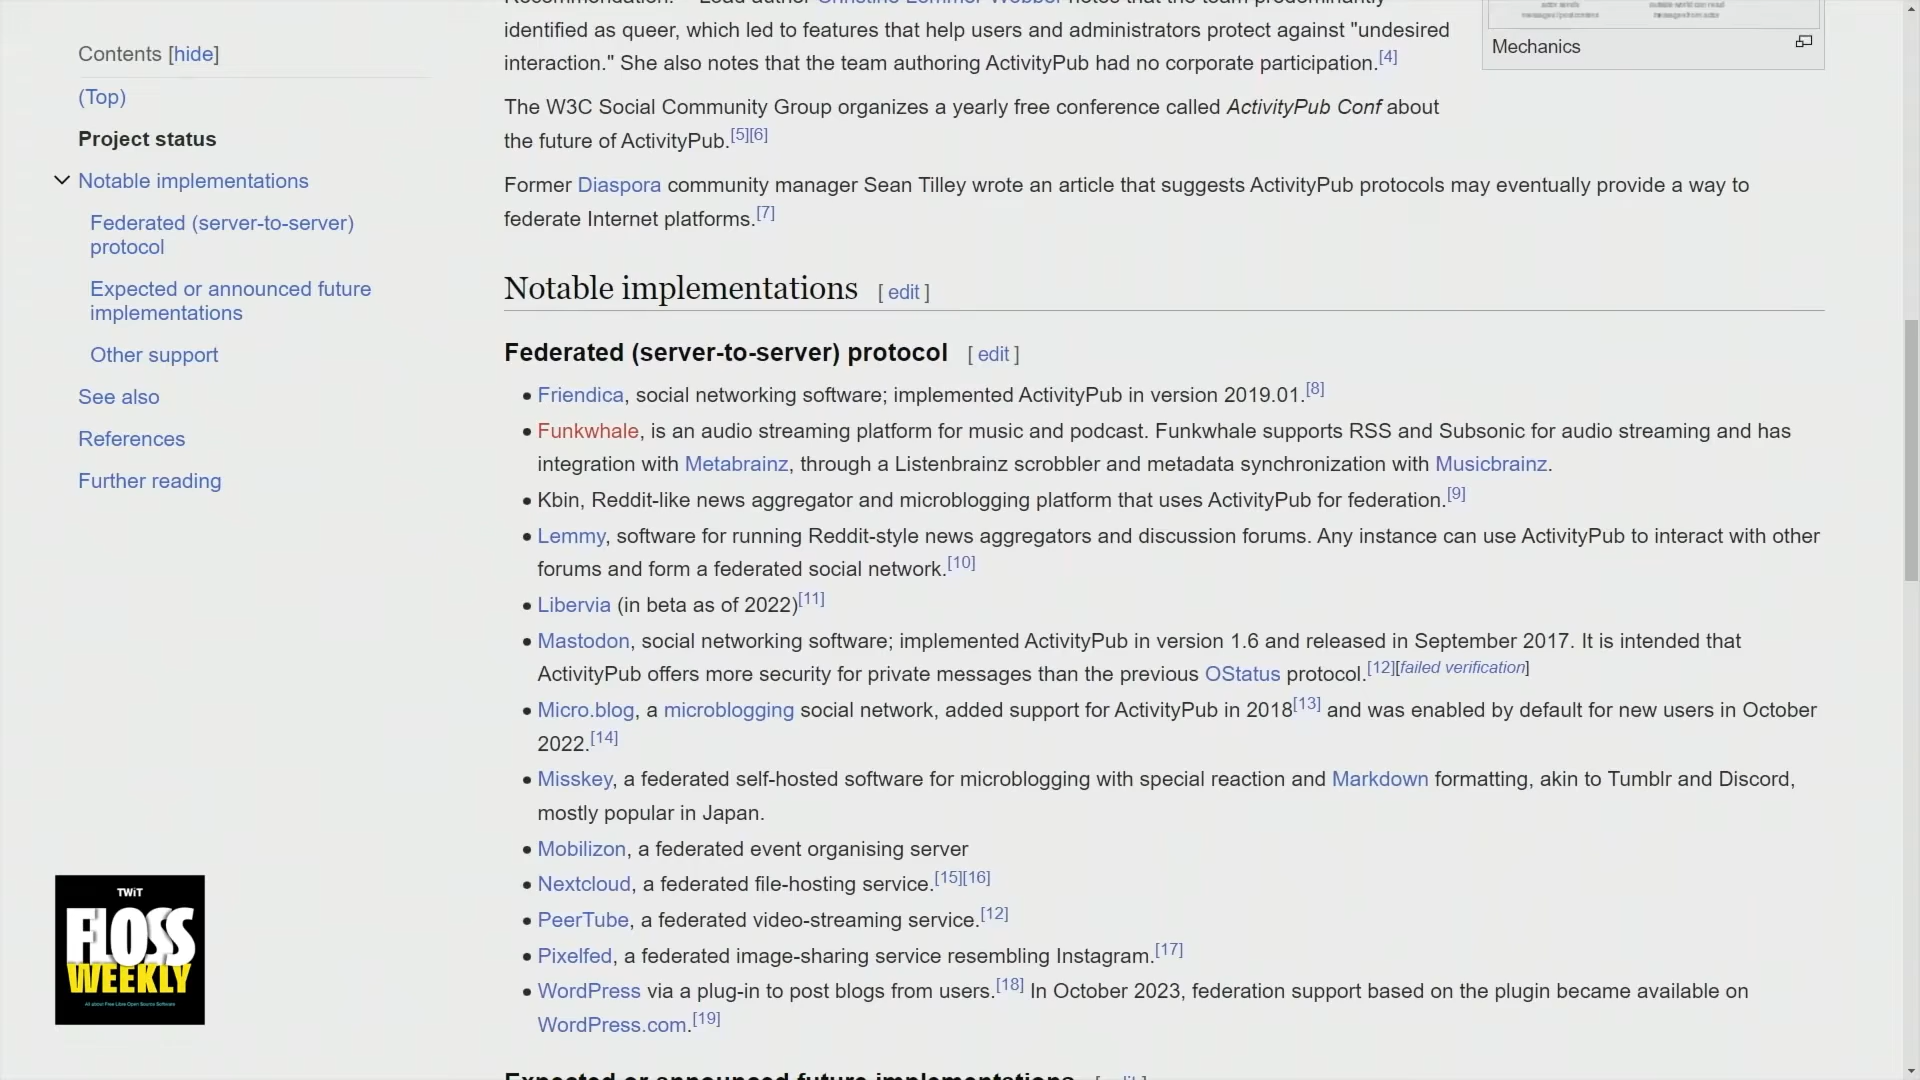 Contents [hide]
(Top)
Project status
Notable implementations
Federated (server-to-server)
protocol
Expected or announced future
implementations
Other support
See also
References
Further reading
identified as queer, which led to features that help users and administrators protect against "undesired
interaction." She also notes that the team authoring ActivityPub had no corporate participation.[4]
Mechanics
The W3C Social Community Group organizes a yearly free conference called ActivityPub Conf about
the future of ActivityPub.[5][6]
Former Diaspora community manager Sean Tilley wrote an article that suggests ActivityPub protocols may eventually provide a way to
federate Internet platforms.[7]
Notable implementations [ edit ]
Federated (server-to-server) protocol [ edit ]
• Friendica, social networking software; implemented ActivityPub in version 2019.01.[8]
• Funkwhale, is an audio streaming platform for music and podcast. Funkwhale supports RSS and Subsonic for audio streaming and has
integration with Metabrainz, through a Listenbrainz scrobbler and metadata synchronization with Musicbrainz.
• Kbin, Reddit-like news aggregator and microblogging platform that uses ActivityPub for federation.[9]
• Lemmy, software for running Reddit-style news aggregators and discussion forums. Any instance can use ActivityPub to interact with other
forums and form a federated social network.[10]
• Libervia (in beta as of 2022)[11]
• Mastodon, social networking software; implemented ActivityPub in version 1.6 and released in September 2017. It is intended that
ActivityPub offers more security for private messages than the previous OStatus protocol.[12][failed verification]
• Micro.blog, a microblogging social network, added support for ActivityPub in 2018[13] and was enabled by default for new users in October
2022.[14]
• Misskey, a federated self-hosted software for microblogging with special reaction and Markdown formatting, akin to Tumblr and Discord,
mostly popular in Japan.
• Mobilizon, a federated event organising server
• Nextcloud, a federated file-hosting service.[15][16]
• PeerTube, a federated video-streaming service.[12]
• Pixelfed, a federated image-sharing service resembling Instagram.[17]
• WordPress via a plug-in to post blogs from users.[18] In October 2023, federation support based on the plugin became available on
WordPress.com.[19]
TWiT
FLOSS
WEEKLY
All about Free Libre Open Source Software